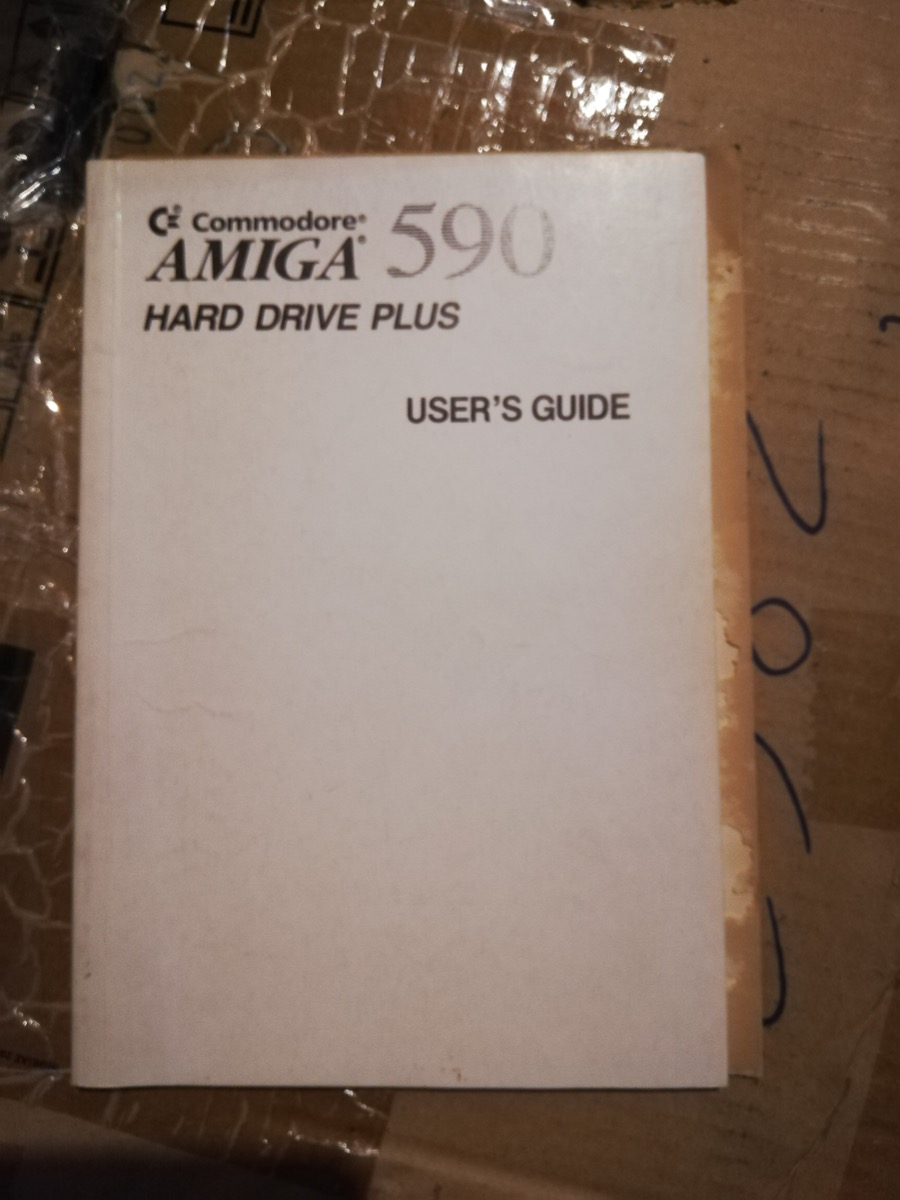 Commodore®
AMIGA® 590
HARD DRIVE PLUS
USER'S GUIDE